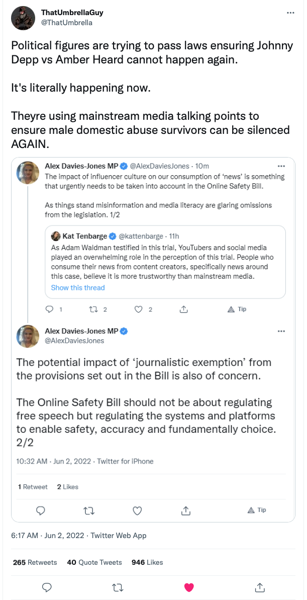 ThatUmbrellaGuy
@ThatUmbrella
Political figures are trying to pass laws ensuring Johnny
Depp vs Amber Heard cannot happen again.
It's literally happening now.
Theyre using mainstream media talking points to
ensure male domestic abuse survivors can be silenced
AGAIN.
Alex Davies-Jones MP @AlexDaviesJones · 10m
The impact of influencer culture on our consumption of 'news' is something
that urgently needs to be taken into account in the Online Safety Bill.
As things stand misinformation and media literacy are glaring omissions
from the legislation. 1/2
Kat Tenbarge @kattenbarge · 11h
As Adam Waldman testified in this trial, YouTubers and social media
played an overwhelming role in the perception of this trial. People who
consume their news from content creators, specifically news around
this case, believe it is more trustworthy than mainstream media.
Show this thread
1 2 2 Tip
Alex Davies-Jones MP
@AlexDaviesJones
The potential impact of 'journalistic exemption' from
the provisions set out in the Bill is also of concern.
The Online Safety Bill should not be about regulating
free speech but regulating the systems and platforms
to enable safety, accuracy and fundamentally choice.
2/2
10:32 AM · Jun 2, 2022 · Twitter for iPhone
1 Retweet 2 Likes
Tip
6:17 AM · Jun 2, 2022 · Twitter Web App
265 Retweets 40 Quote Tweets 946 Likes